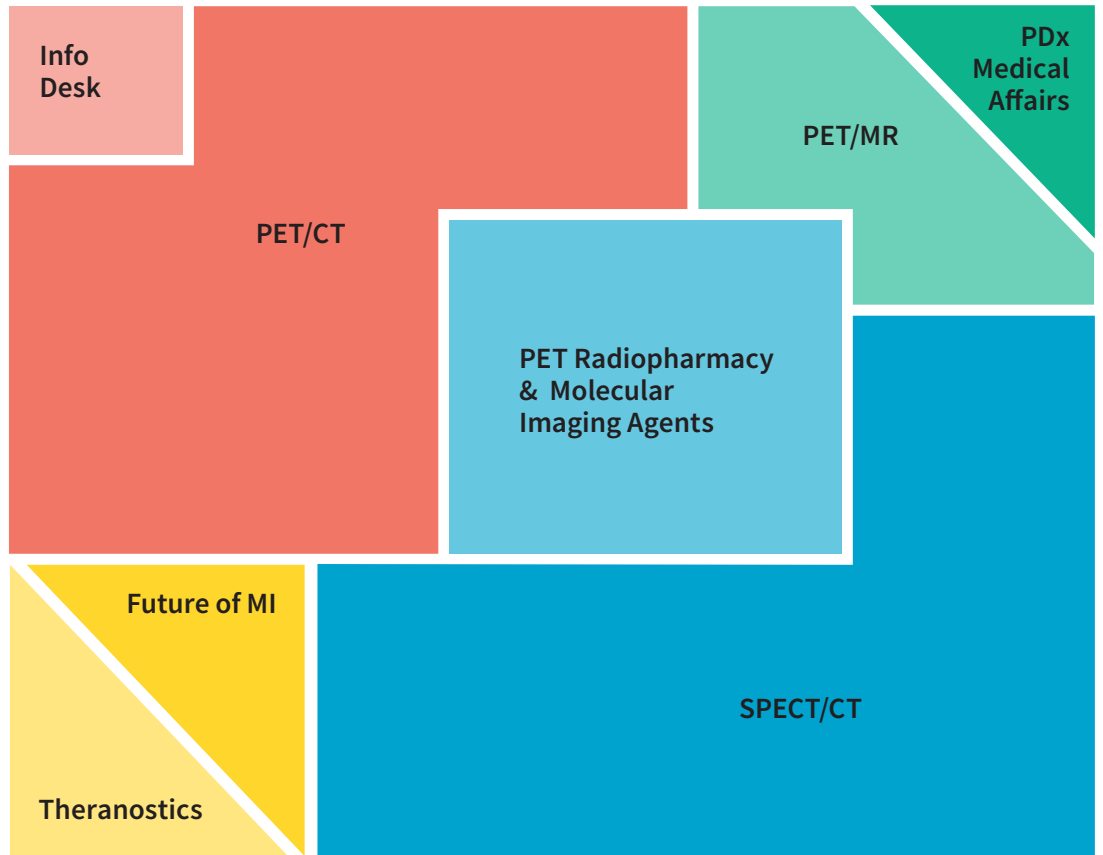 Info
Desk
PDx
Medical
Affairs
PET/MR
PET/CT
PET Radiopharmacy
& Molecular
Imaging Agents
Future of MI
SPECT/CT
Theranostics